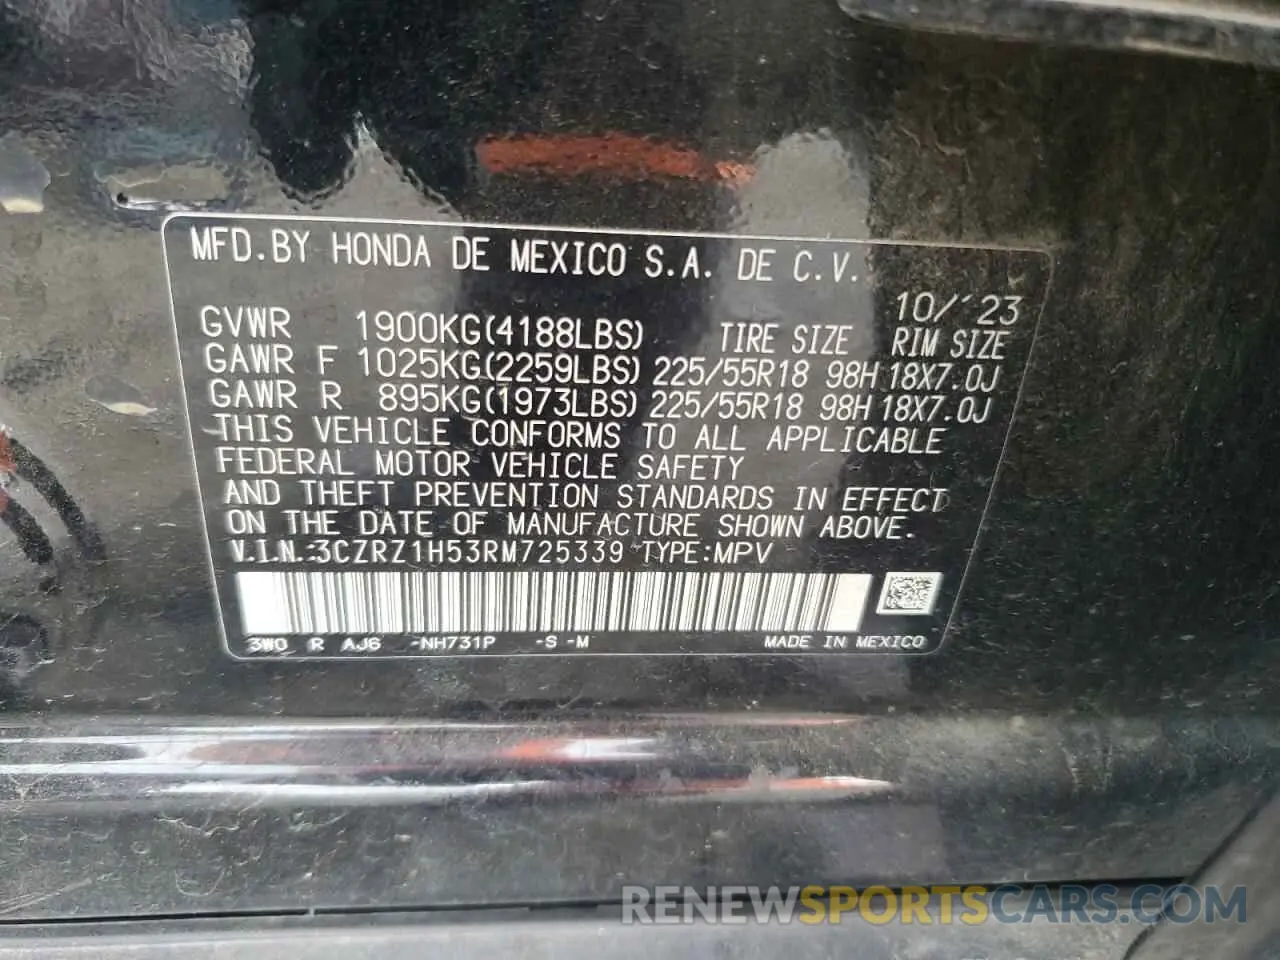 MFD.BY HONDA DE MEXICO S.A. DE C.V.
10/'23
GVWR 1900KG(4188LBS) TIRE SIZE RIM SIZE
GAWR F 1025KG(2259LBS) 225/55R18 98H 18X7.0J
GAWR R 895KG(1973LBS) 225/55R18 98H 18X7.0J
THIS VEHICLE CONFORMS TO ALL APPLICABLE
FEDERAL MOTOR VEHICLE SAFETY
AND THEFT PREVENTION STANDARDS IN EFFECT
ON THE DATE OF MANUFACTURE SHOWN ABOVE.
V.I.N.:3CZRZ1H53RM725339 TYPE:MPV
3W0 R AJ6 -NH731P -S -M MADE IN MEXICO
RENEWSPORTSCARS.COM